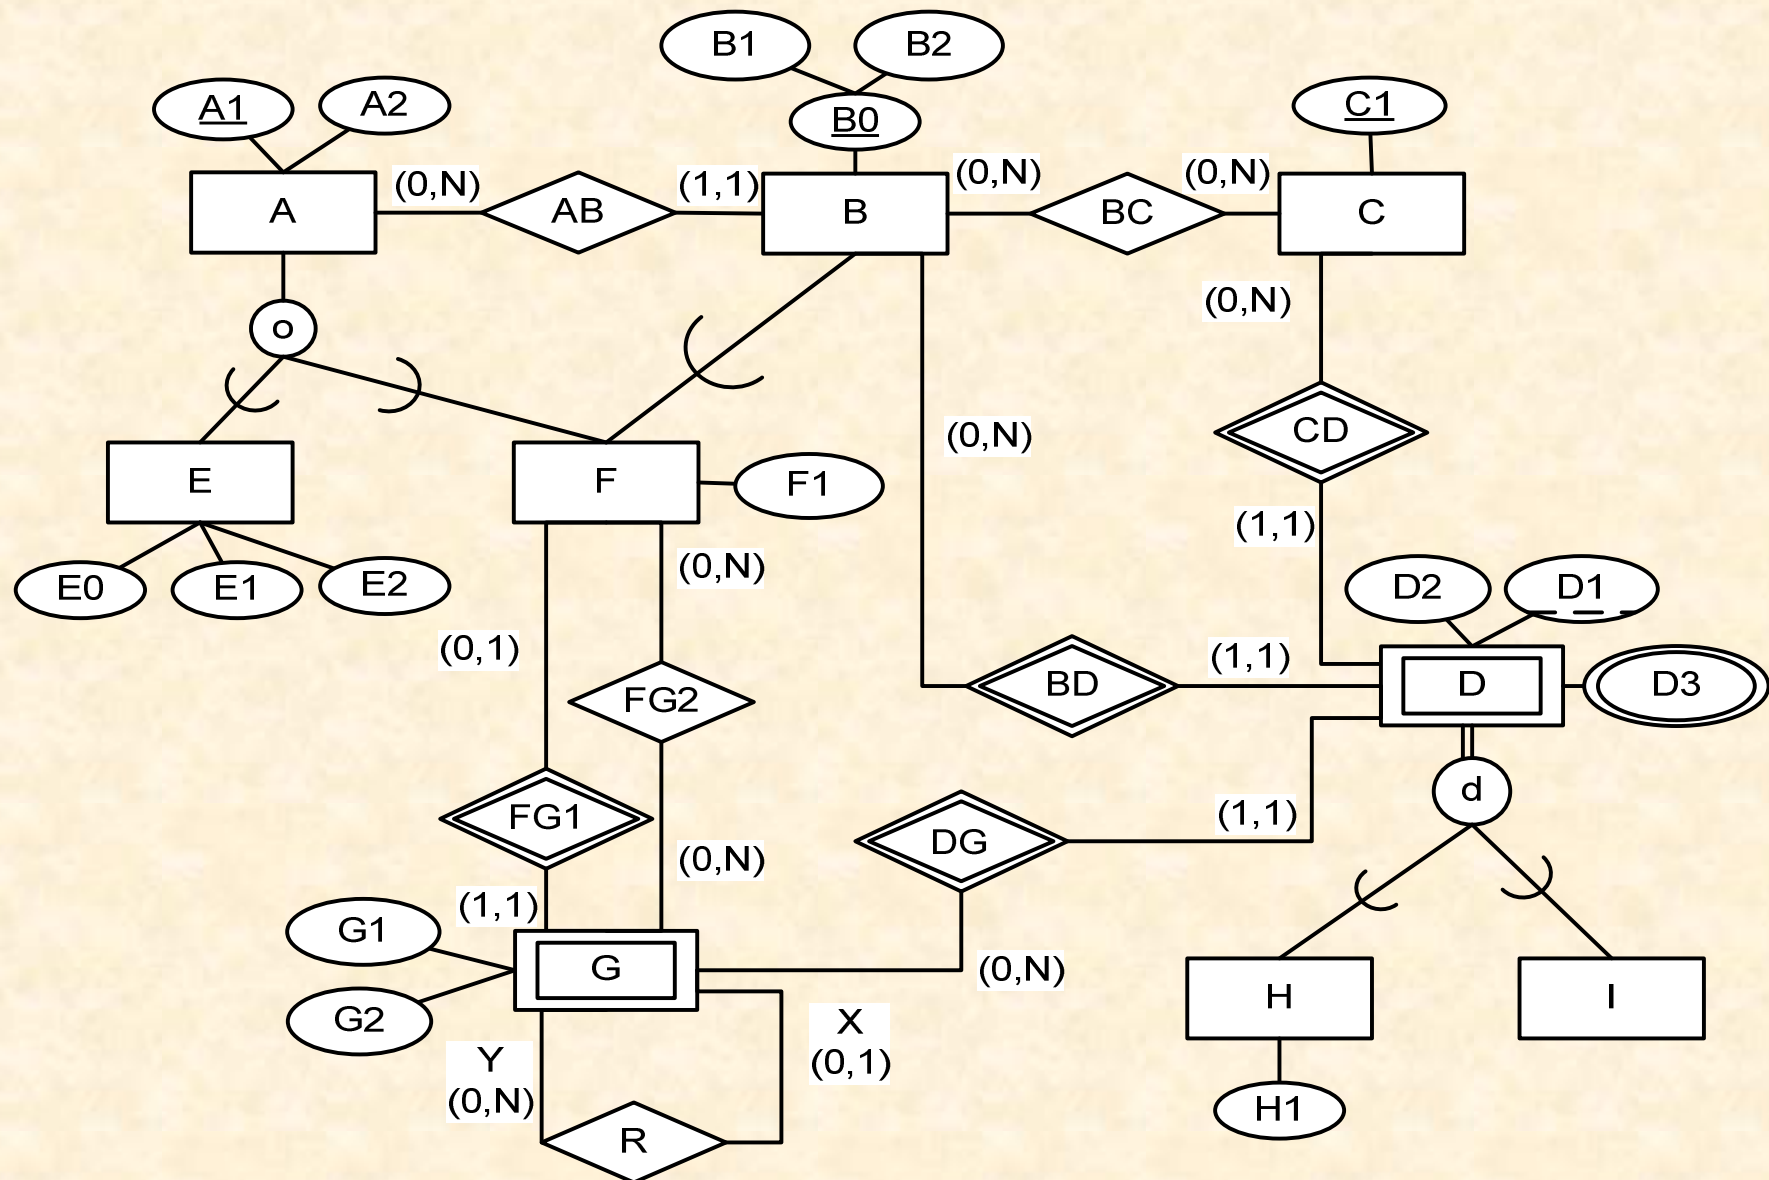 B1
B2
A1
A2
B0
C1
(0,N)
(1,1)
(0,N)
(0,N)
A
AB
B
BC
C
(0,N)
o
(0,N)
CD
E
F
F1
(1,1)
E0
E1
E2
(0,N)
D2
D1
(0,1)
FG2
BD
(1,1)
D
D3
d
FG1
DG
(1,1)
(0,N)
(1,1)
G1
G
(0,N)
H
I
G2
X
(0,1)
Y
(0,N)
H1
R